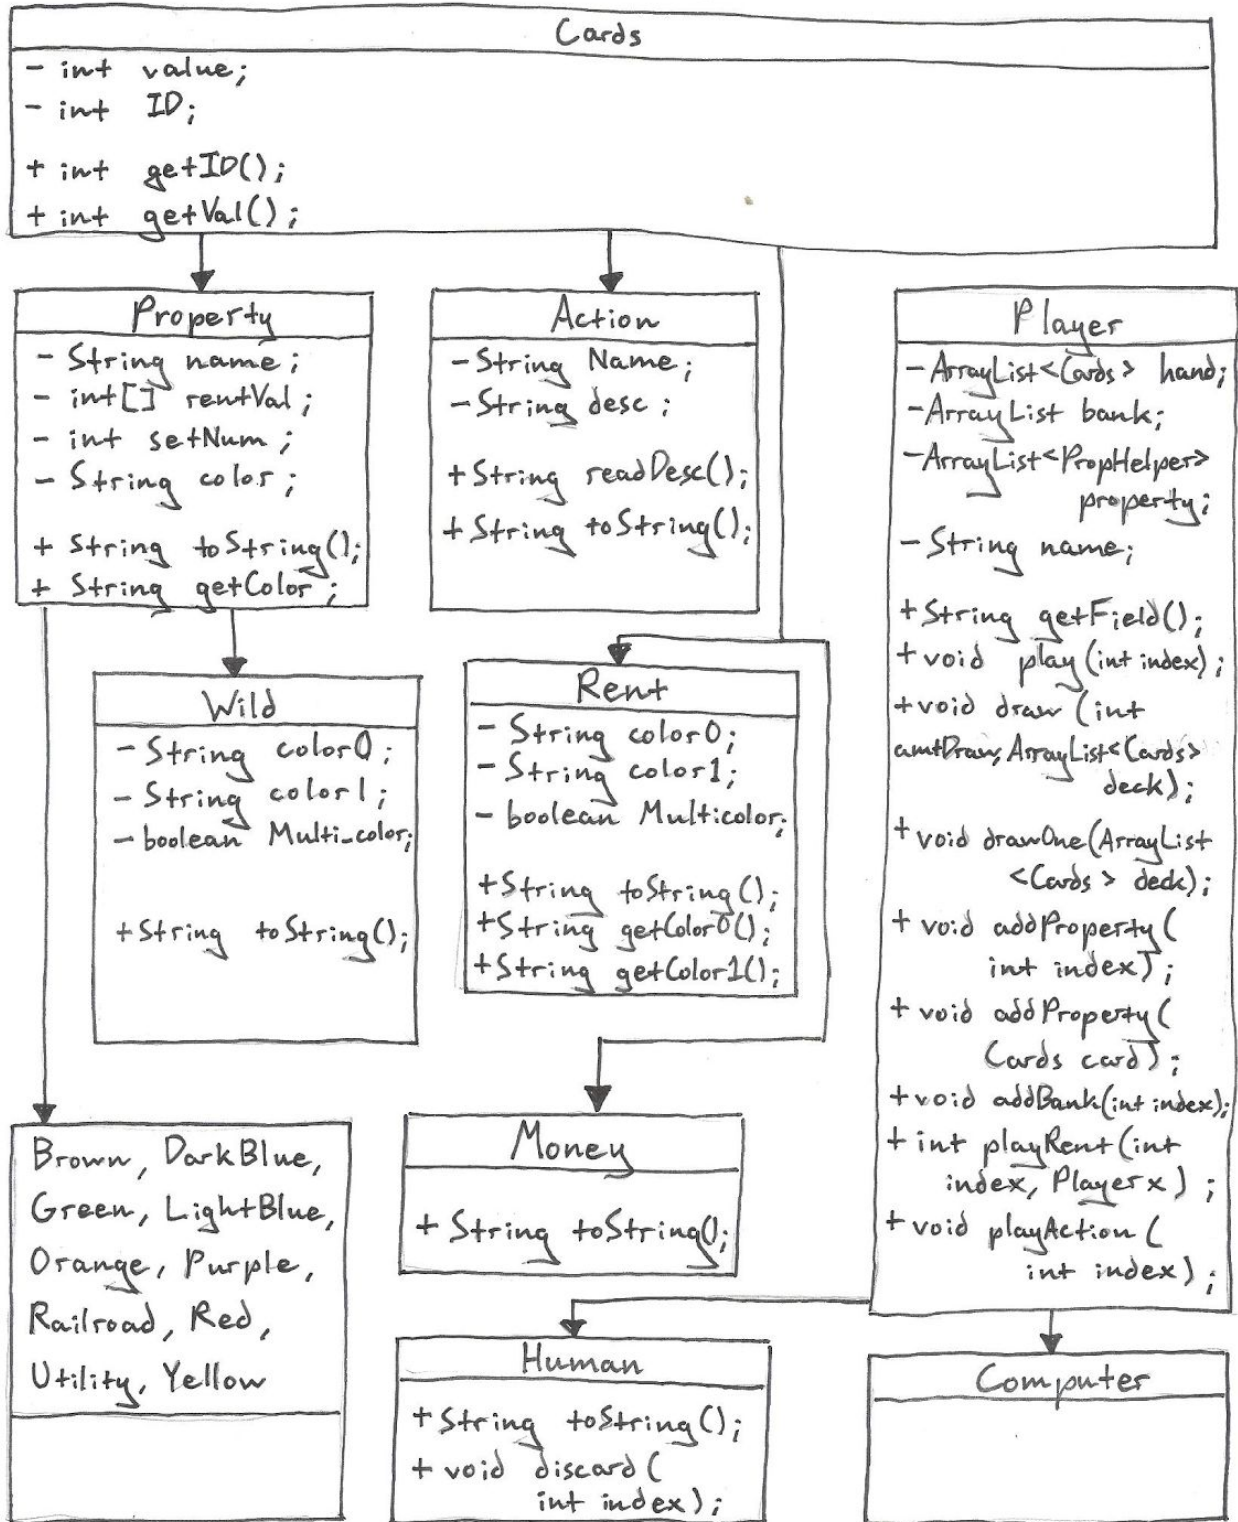 Cards
- int value;
- int ID;
+ int getID();
+ int getVal();
Property
- String name;
- int[] rentVal;
- int setNum;
- String color;
+ String toString();
+ String getColor;
Action
- String Name;
- String desc;
+ String readDesc();
+ String toString();
Player
- ArrayList<Cards> hand;
- ArrayList bank;
- ArrayList<PropHelper>
property;
- String name;
+ String getField();
+ void play(int index);
+ void draw (int
amtDraw, ArrayList<Cards>
deck);
+ void drawOne(ArrayList
<Cards> deck);
+ void addProperty(
int index);
+ void addProperty(
Cards card);
+ void addBank(int index);
+ int playRent(int
index, Player x);
+ void playAction(
int index);
Wild
- String color0;
- String color1;
- boolean Multi_color;
+ String toString();
Rent
- String color0;
- String color1;
- boolean Multicolor;
+ String toString();
+ String getColor0();
+ String getColor1();
Brown, DarkBlue,
Green, LightBlue,
Orange, Purple,
Railroad, Red,
Utility, Yellow
Money
+ String toString();
Human
+ String toString();
+ void discard(
int index);
Computer